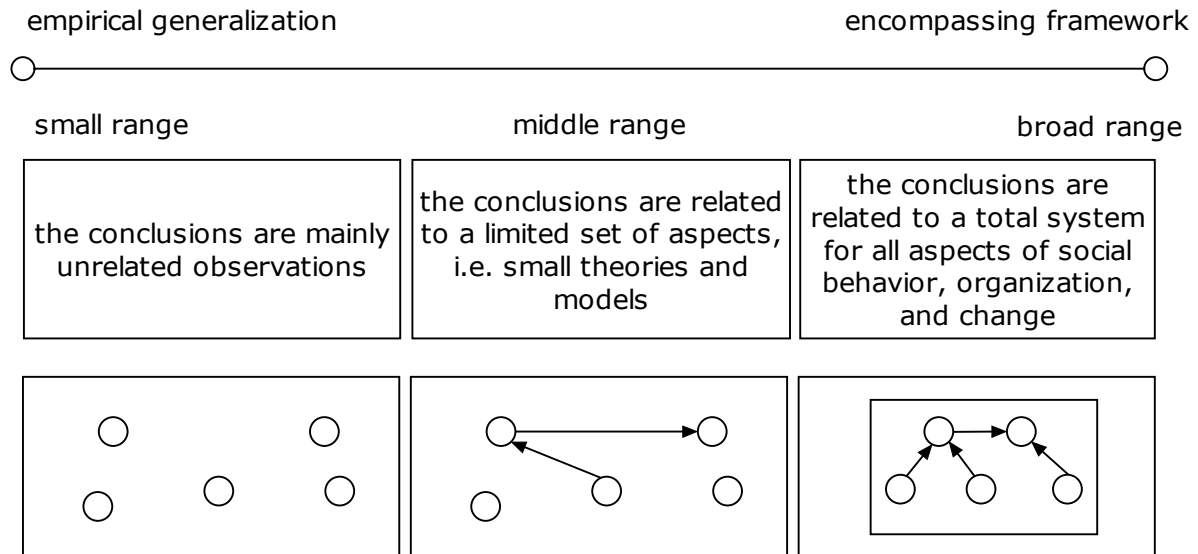 empirical generalization
encompassing framework
small range
middle range
broad range
the conclusions are mainly
unrelated observations
the conclusions are related
to a limited set of aspects,
i.e. small theories and
models
the conclusions are
related to a total system
for all aspects of social
behavior, organization,
and change